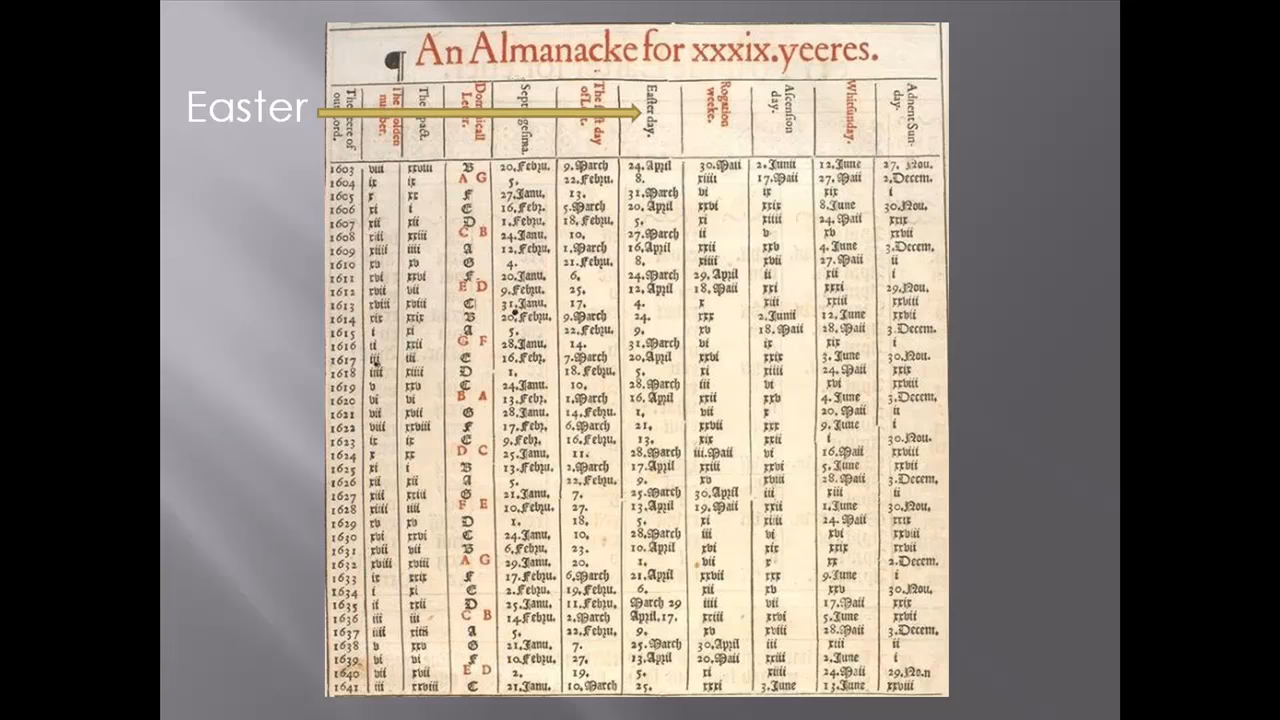 ¶ An Almanacke for xxxix.yeeres.
Easter
Easter day.
Rogation weeke.
Ascension day.
Whitsunday.
Aduent Sunday.
1603 viii xxviii B 20.Febru. 9.March 24.April 30.Maii 2.Junii 12.June 27.Nou.
1604 ix ix A G 5. 22.Febru. 8. xiiii 17.Maii 27.Maii 2.Decem.
1605 x xx F 27.Janu. 13. 31.March vi ix xix i
1606 xi i E 16.Febr. 5.March 20.April xxvi xxix 8.June 30.Nou.
1607 xii xii D 1.Febru. 18.Febru. 5. xi xiiii 24.Maii xxix
1608 xiii xxiii C B 24.Janu. 10. 27.March ii v xv xxvii
1609 xiiii iiii A 12.Febru. 1.March 16.April xxii xxv 4.June 3.Decem.
1610 xv xv G 4. 21.Febru. 8. xiiii xvii 27.Maii ii
1611 xvi xxvi F 20.Janu. 6. 24.March 29.April ii xii i
1612 xvii vii E D 9.Febru. 25. 12.April 18.Maii xxi xxxi 29.Nou.
1613 xviii xviii C 31.Janu. 17. 4. x xiii xxiii xxviii
1614 xix xxix B 20.Febru. 9.March 24. xxx 2.Junii 12.June xxvii
1615 i xi A 5. 22.Febru. 9. xv 18.Maii 28.Maii 3.Decem.
1616 ii xxii G F 28.Janu. 14. 31.March vi ix xix i
1617 iii iii E 16.Febr. 7.March 20.April xxvi xxix 3.June 30.Nou.
1618 iiii xiiii D 1. 18.Febru. 5. xi xiiii 24.Maii xxix
1619 v xxv C 24.Janu. 10. 28.March iii vi xvi xxviii
1620 vi vi B A 13.Febr. 1.March 16.April xxii xxv 4.June 3.Decem.
1621 vii xvii G 28.Janu. 14.Febru. 1. vii x 20.Maii ii
1622 viii xxviii F 17.Febr. 6.March 21. xxvii xxx 9.June i
1623 ix ix E 9.Febr. 16.Febru. 13. xix xxii i 30.Nou.
1624 x xx D C 25.Janu. 11. 28.March iii.Maii vi 16.Maii xxviii
1625 xi i B 13.Febru. 2.March 17.April xxiii xxvi 5.June xxvii
1626 xii xii A 5. 22.Febru. 9. xv xviii 28.Maii 3.Decem.
1627 xiii xxiii G 21.Janu. 7. 25.March 30.April iii xiii ii
1628 xiiii iiii F E 10.Febru. 27. 13.April 19.Maii xxii 1.June 30.Nou.
1629 xv xv D 1. 18. 5. xi xiiii 24.Maii xxix
1630 xvi xxvi C 24.Janu. 10. 28.March iii vi xvi xxviii
1631 xvii vii B 6.Febru. 23. 10.April xvi xix xxix xxvii
1632 xviii xviii A G 29.Janu. 20. 1. vii x xx 2.Decem.
1633 ix xxix F 17.Febru. 6.March 21.April xxvii xxx 9.June i
1634 i xi E 2.Febru. 19.Febru. 6. xii xv xxv 30.Nou.
1635 ii xxii D 25.Janu. 11.Febru. March 29 iiii vii 17.Maii xxix
1636 iii iii C B 14.Febru. 2.March April.17. xxiii xxvi 5.June xxvii
1637 iiii xiiii A 5. 22.Febru. 9. xv xviii 28.Maii 3.Decem.
1638 v xxv G 21.Janu. 7. 25.March 30.April iii xiii ii
1639 vi vi F 10.Febru. 27. 13.April 20.Maii xxiii 2.June i
1640 vii xvii E D 2. 19. 5. xi xiiii 24.Maii 29.No.n
1641 iii xxviii C 21.Janu. 10.March 25. xxxi 3.June 13.June xxviii